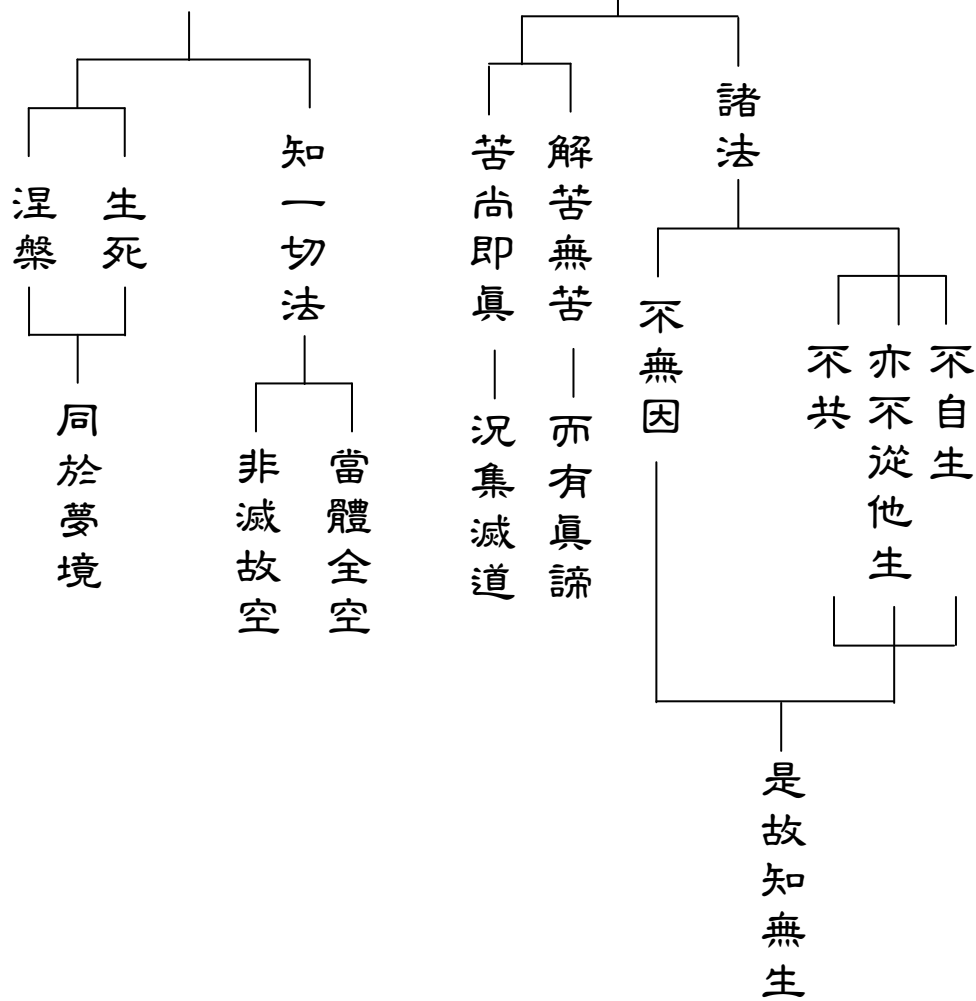 諸法
不自生
亦不從他生
不共
不無因
是故知無生
解苦無苦
而有眞諦
苦尚即眞
況集滅道
知一切法
當體全空
非滅故空
生死
涅槃
同於夢境